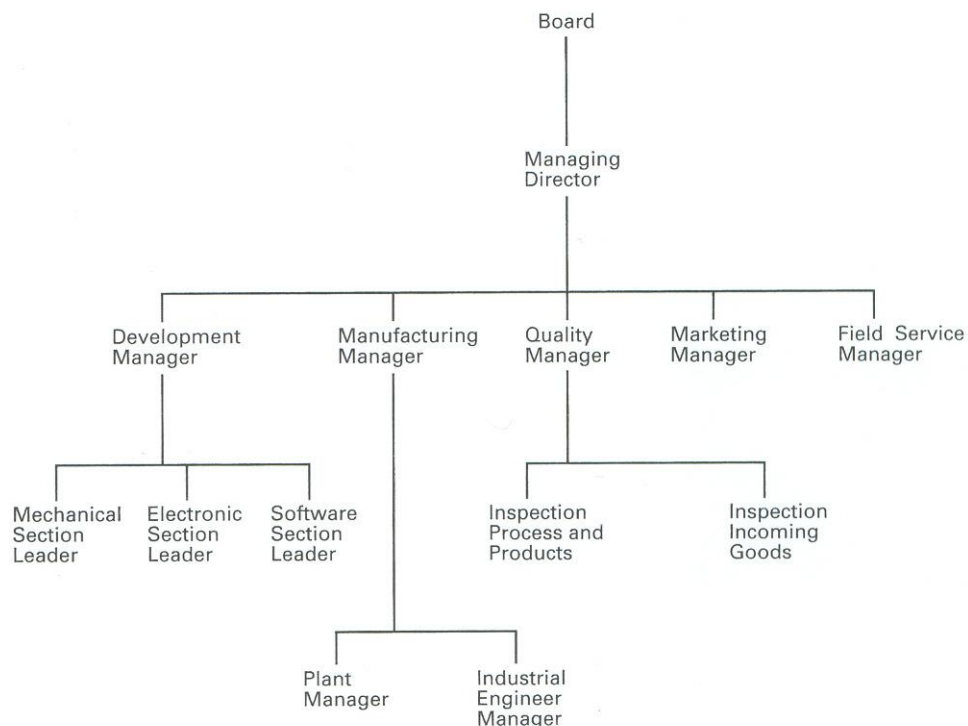 Board
Managing
Director
Development
Manager
Manufacturing
Manager
Quality
Manager
Marketing
Manager
Field Service
Manager
Mechanical
Section
Leader
Electronic
Section
Leader
Software
Section
Leader
Inspection
Process and
Products
Inspection
Incoming
Goods
Plant
Manager
Industrial
Engineer
Manager